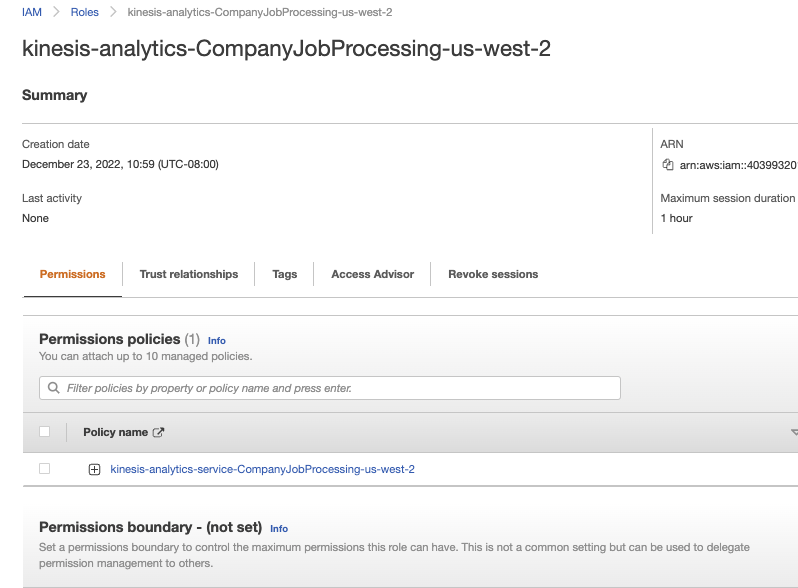 IAM > Roles > kinesis-analytics-CompanyJobProcessing-us-west-2
kinesis-analytics-CompanyJobProcessing-us-west-2
Summary
Creation date
December 23, 2022, 10:59 (UTC-08:00)
ARN
arn:aws:iam::40399320
Last activity
None
Maximum session duration
1 hour
Permissions
Trust relationships
Tags
Access Advisor
Revoke sessions
Permissions policies (1) Info
You can attach up to 10 managed policies.
Filter policies by property or policy name and press enter.
Policy name
kinesis-analytics-service-CompanyJobProcessing-us-west-2
Permissions boundary - (not set) Info
Set a permissions boundary to control the maximum permissions this role can have. This is not a common setting but can be used to delegate
permission management to others.